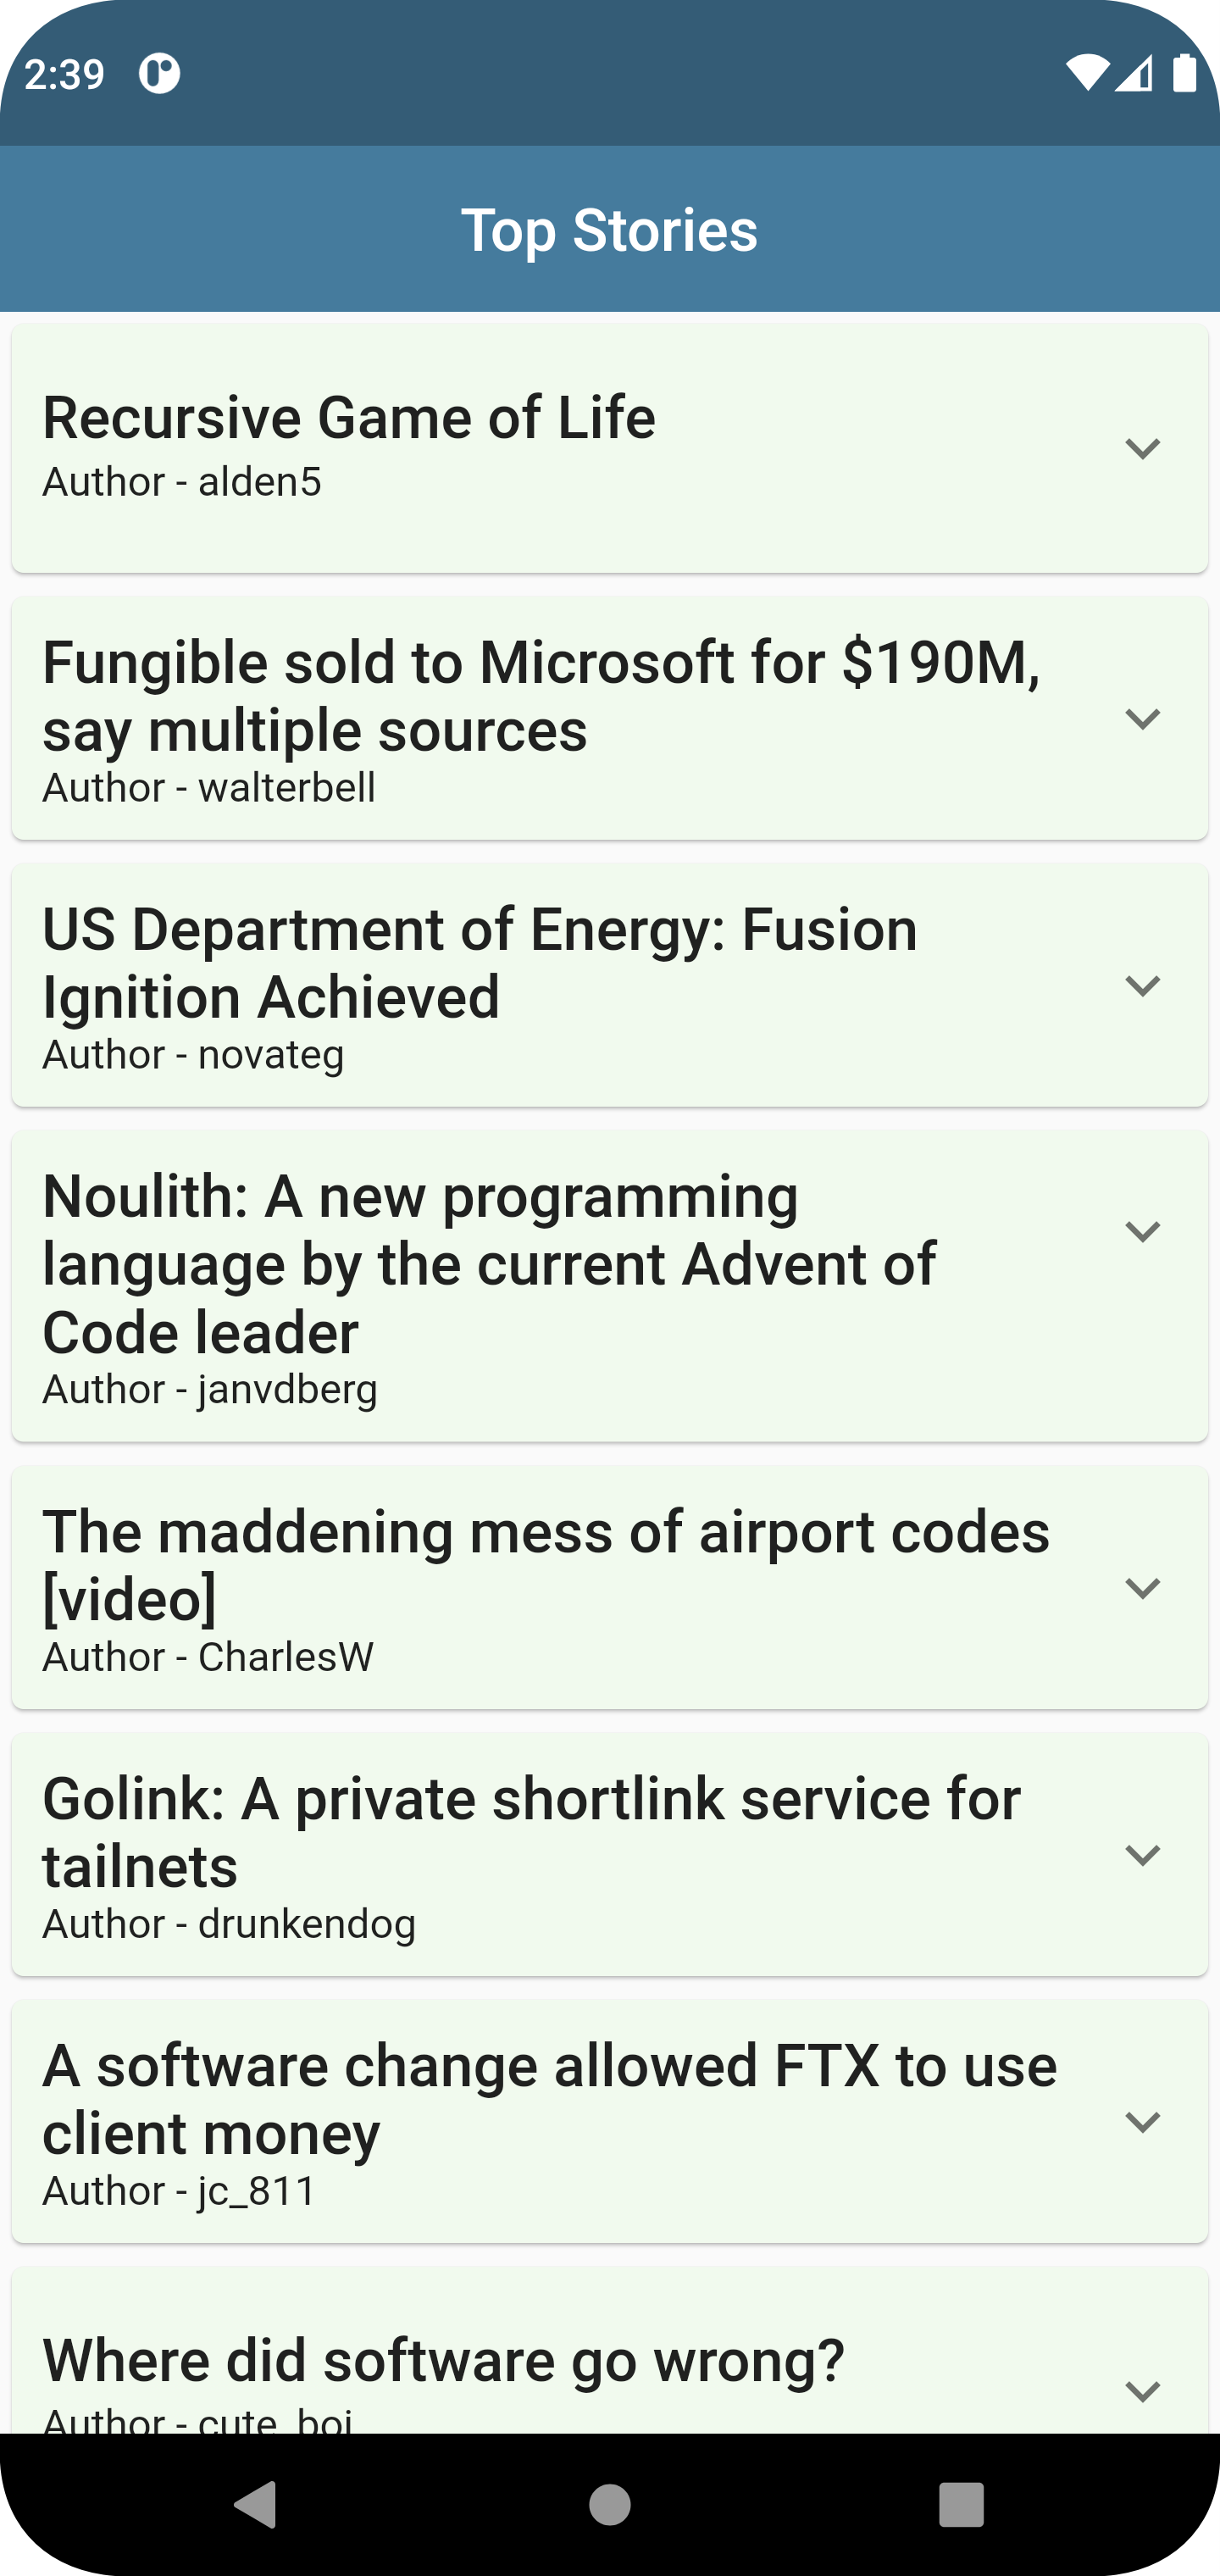 2:39
Top Stories
Recursive Game of Life
Author - alden5
Fungible sold to Microsoft for $190M,
say multiple sources
Author - walterbell
US Department of Energy: Fusion
Ignition Achieved
Author - novateg
Noulith: A new programming
language by the current Advent of
Code leader
Author - janvdberg
The maddening mess of airport codes
[video]
Author - CharlesW
Golink: A private shortlink service for
tailnets
Author - drunkendog
A software change allowed FTX to use
client money
Author - jc_811
Where did software go wrong?
Author - cute_boi